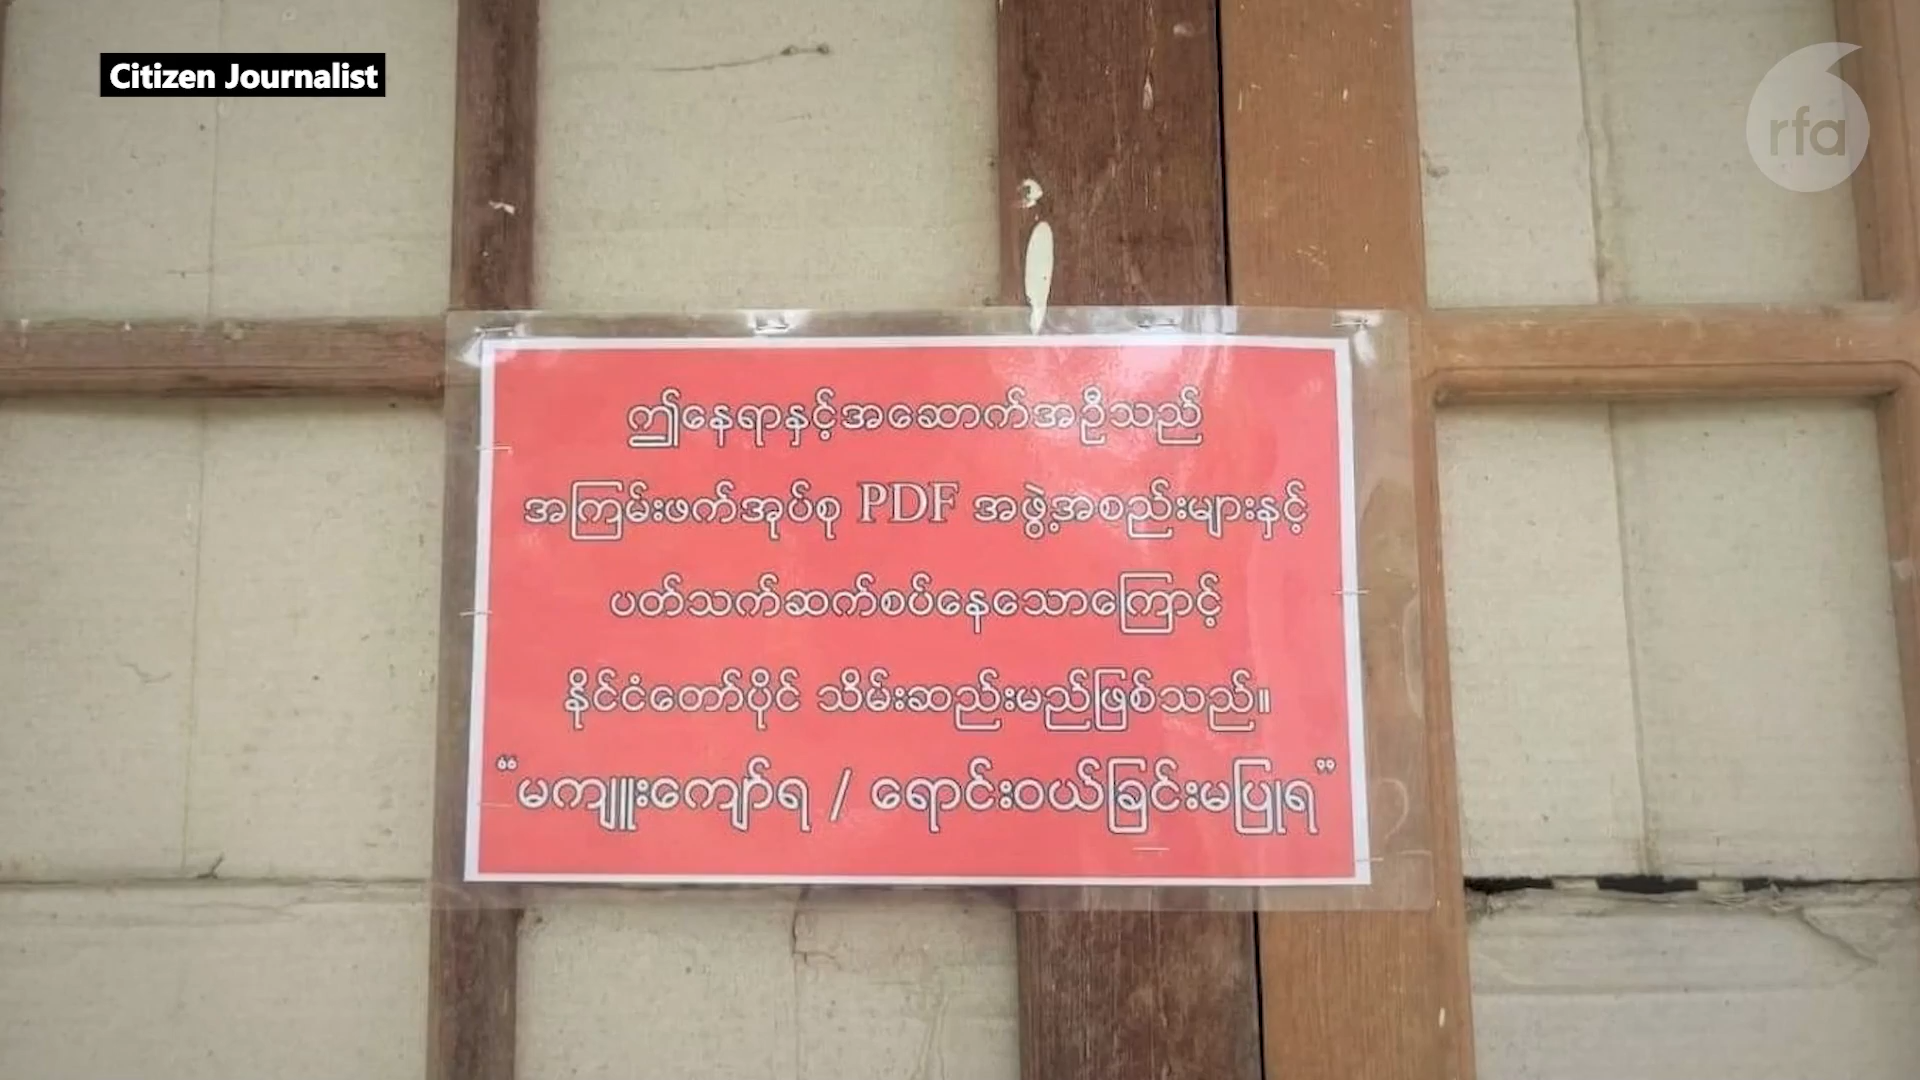 Citizen Journalist
rfa
ဤနေရာနှင့်အဆောက်အဦသည်
အကြမ်းဖက်အုပ်စု PDF အဖွဲ့အစည်းများနှင့်
ပတ်သက်ဆက်စပ်နေသောကြောင့်
နိုင်ငံတော်ပိုင် သိမ်းဆည်းမည်ဖြစ်သည်။
“မကျူးကျော်ရ / ရောင်းဝယ်ခြင်းမပြုရ”